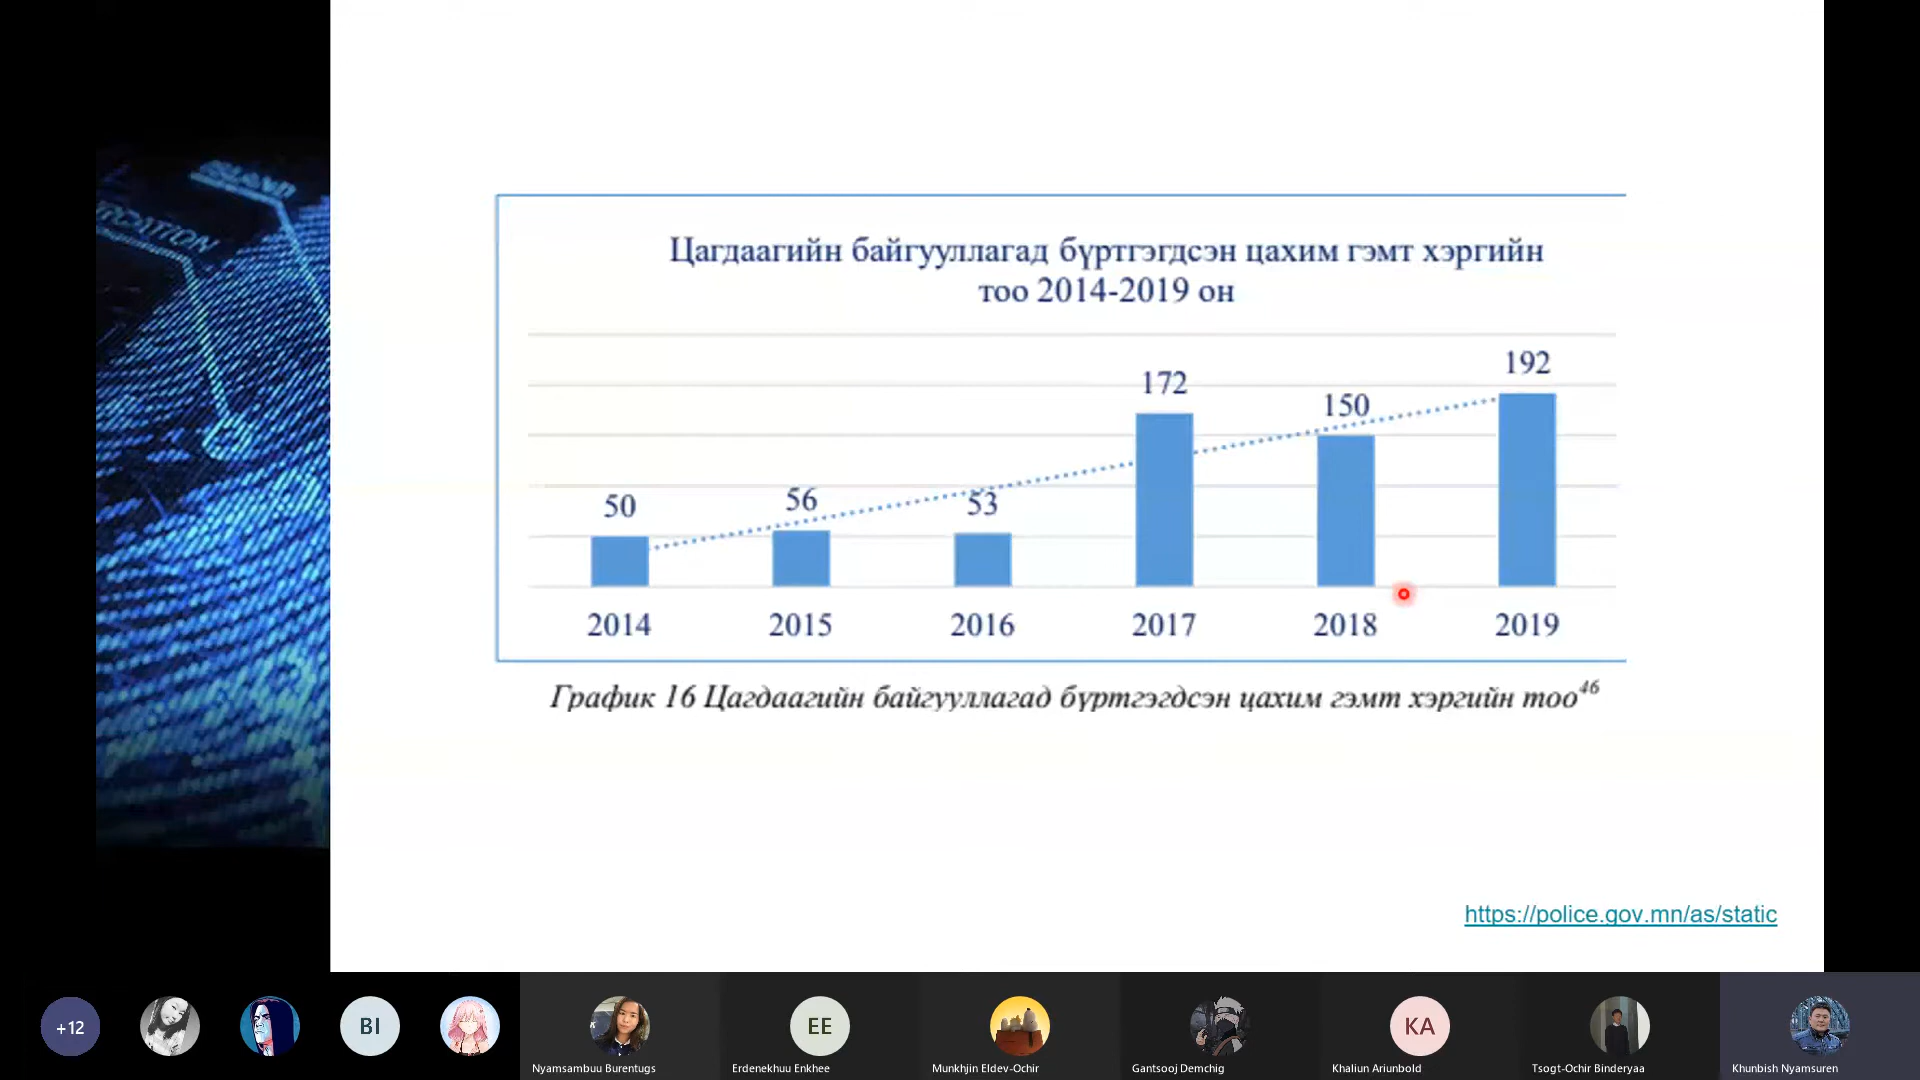 ISLAND
Цагдаагийн байгууллагад бүртгэгдсэн цахим гэмт хэргийн
тоо 2014-2019 он
50
56
53
172
150
192
2014
2015
2016
2017
2018
2019
График 16 Цагдаагийн байгууллагад бүртгэгдсэн цахим гэмт хэргийн тоо46
https://police.gov.mn/as/static
+12
BI
EE
KA
Nyamsambuu Burentugs
Erdenekhuu Enkhee
Munkhjin Eldev-Ochir
Gantsooj Demchig
Khaliun Ariunbold
Tsogt-Ochir Binderyaa
Khunbish Nyamsuren